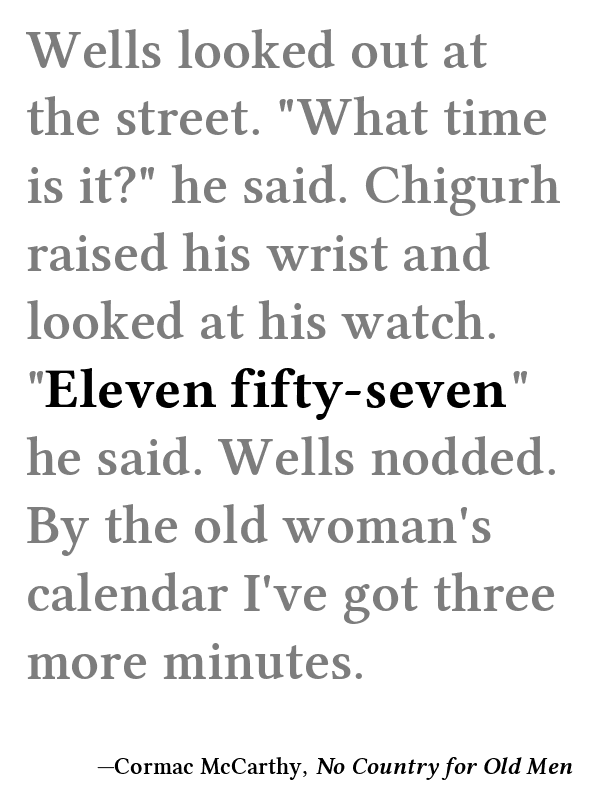 Wells looked out at
the street. "What time
is it?" he said. Chigurh
raised his wrist and
looked at his watch.
"Eleven fifty-seven"
he said. Wells nodded.
By the old woman's
calendar I've got three
more minutes.
—Cormac McCarthy, No Country for Old Men